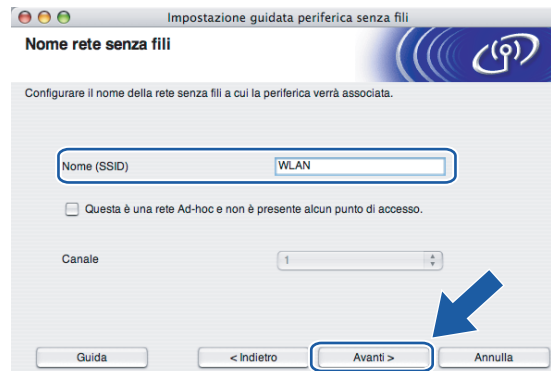 Impostazione guidata periferica senza fili
Nome rete senza fili
Configurare il nome della rete senza fili a cui la periferica verrà associata.
Nome (SSID) WLAN
Questa è una rete Ad-hoc e non è presente alcun punto di accesso.
Canale 1
Guida < Indietro Avanti > Annulla